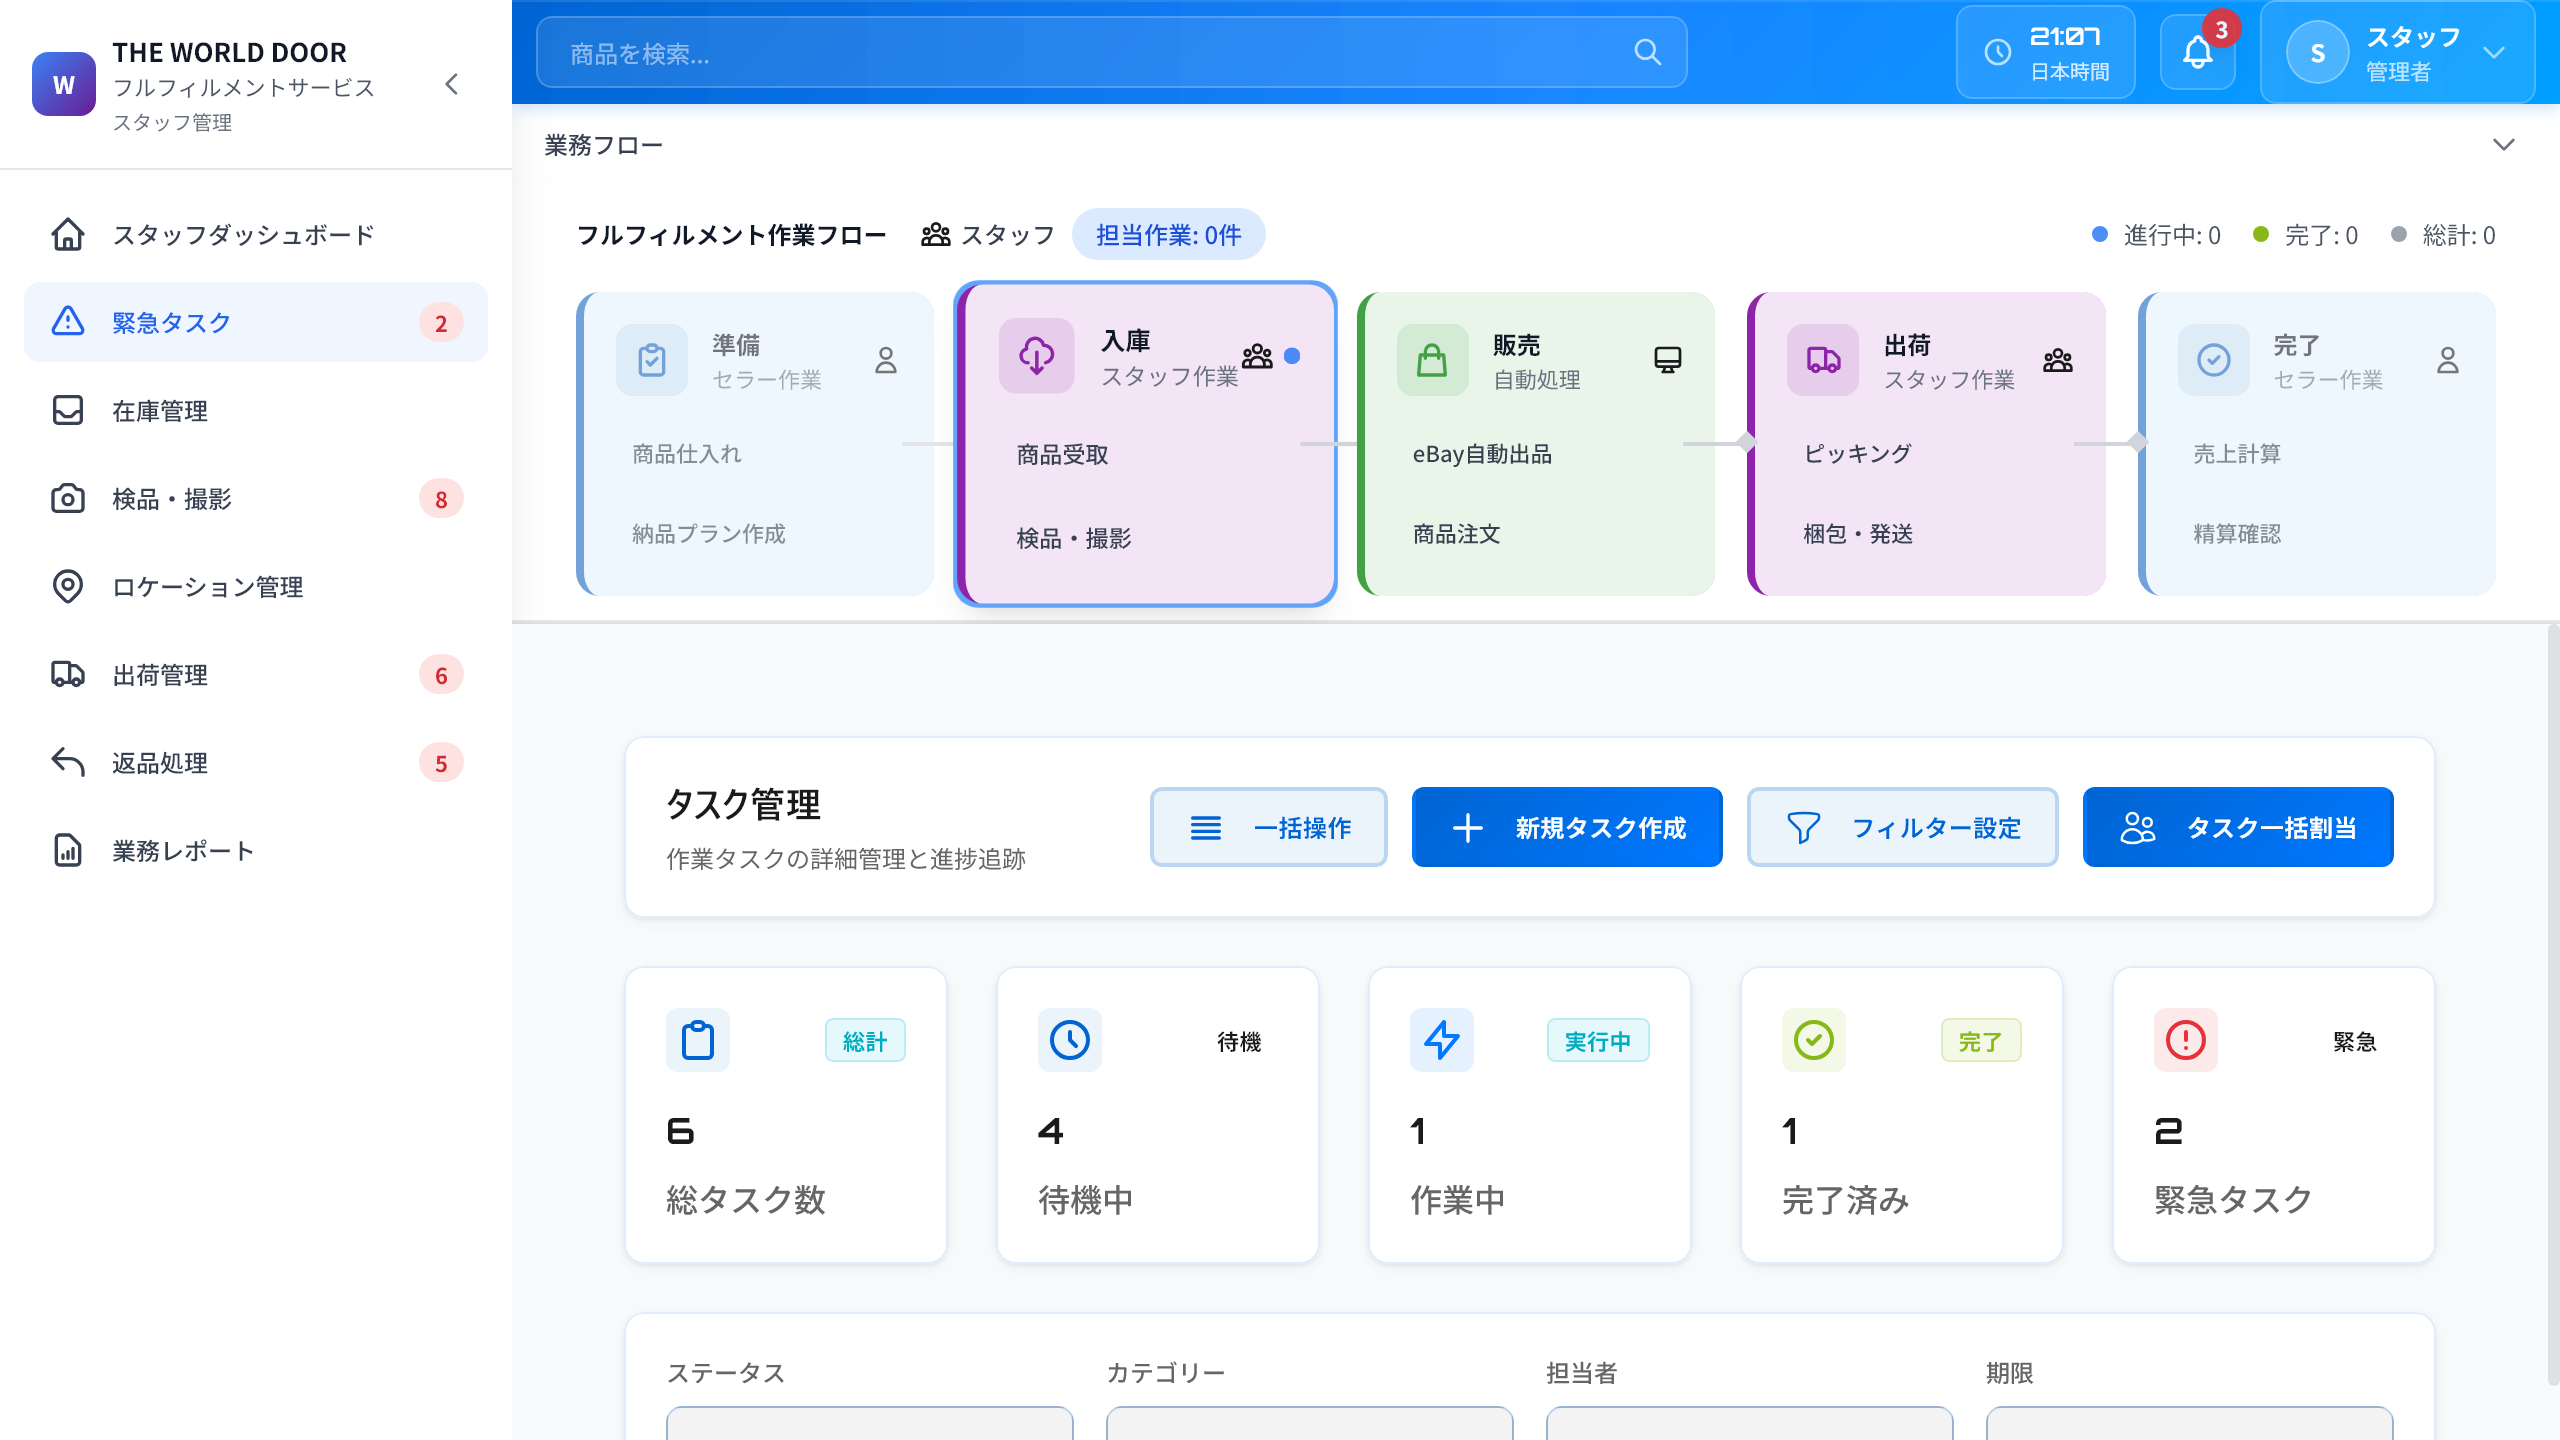 W
THE WORLD DOOR
フルフィルメントサービス
スタッフ管理
スタッフダッシュボード
緊急タスク
2
在庫管理
検品・撮影
8
ロケーション管理
出荷管理
6
返品処理
5
業務レポート
商品を検索...
21:07
日本時間
3
S
スタッフ
管理者
業務フロー
フルフィルメント作業フロー
スタッフ
担当作業: 0件
進行中: 0
完了: 0
総計: 0
準備
セラー作業
商品仕入れ
納品プラン作成
入庫
スタッフ作業
商品受取
検品・撮影
販売
自動処理
eBay自動出品
商品注文
出荷
スタッフ作業
ピッキング
梱包・発送
完了
セラー作業
売上計算
精算確認
タスク管理
作業タスクの詳細管理と進捗追跡
一括操作
新規タスク作成
フィルター設定
タスク一括割当
総計
6
総タスク数
待機
4
待機中
実行中
1
作業中
完了
1
完了済み
緊急
2
緊急タスク
ステータス
カテゴリー
担当者
期限